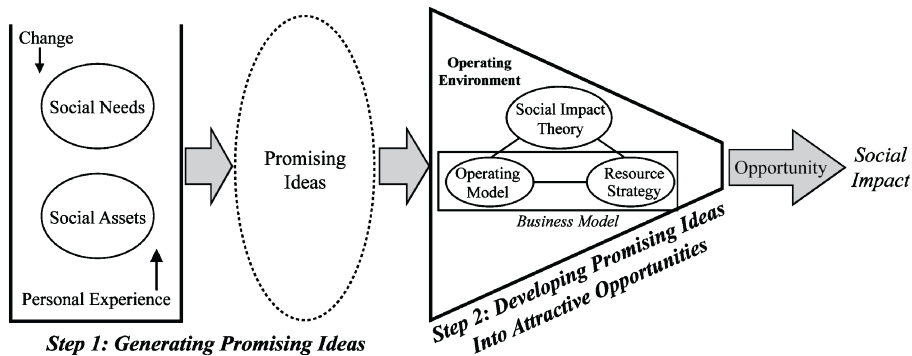 Change
Social Needs
Social Assets
Personal Experience
Step 1: Generating Promising Ideas
Promising
Ideas
Operating
Environment
Social Impact
Theory
Operating
Model
Resource
Strategy
Business Model
Step 2: Developing Promising Ideas
Into Attractive Opportunities
Opportunity
Social
Impact